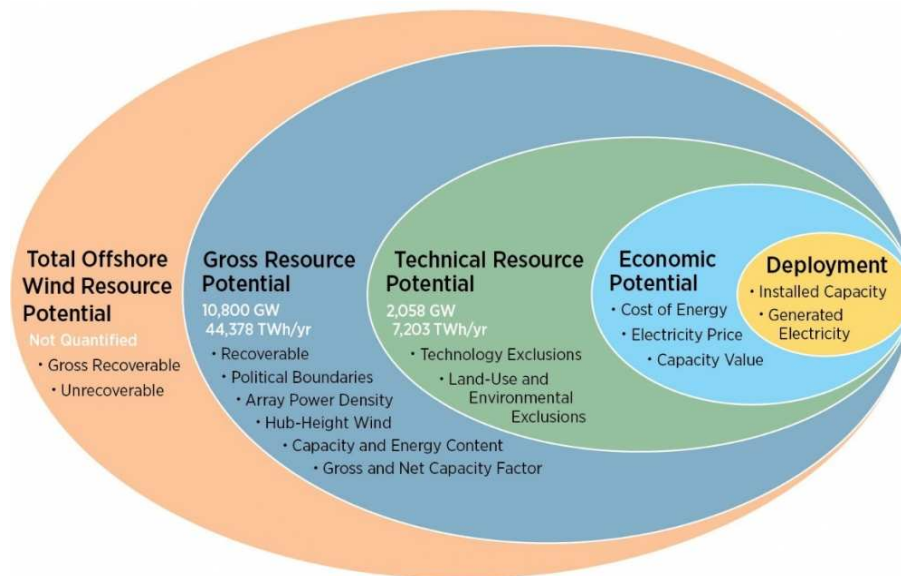 Total Offshore
Wind Resource
Potential
Not Quantified
• Gross Recoverable
• Unrecoverable
Gross Resource
Potential
10,800 GW
44,378 TWh/yr
• Recoverable
• Political Boundaries
• Array Power Density
• Hub-Height Wind
• Capacity and Energy Content
• Gross and Net Capacity Factor
Technical Resource
Potential
2,058 GW
7,203 TWh/yr
• Technology Exclusions
• Land-Use and
Environmental
Exclusions
Economic
Potential
• Cost of Energy
• Electricity Price
• Capacity Value
Deployment
• Installed Capacity
• Generated
Electricity